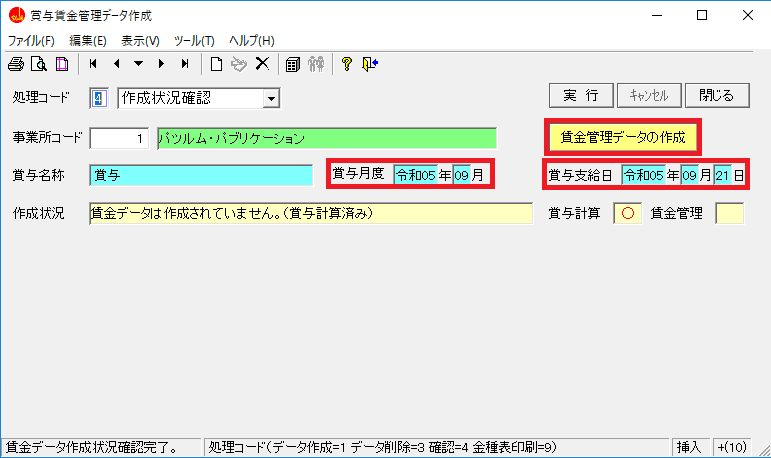 賞与賃金管理データ作成
ファイル(F) 編集(E) 表示(V) ツール(T) ヘルプ(H)
処理コード 4 作成状況確認 実 行 キャンセル 閉じる
事業所コード 1 パツルム・パブリケーション 賃金管理データの作成
賞与名称 賞与 賞与月度 令和05年09月 賞与支給日 令和05年09月21日
作成状況 賃金データは作成されていません。(賞与計算済み) 賞与計算 ○ 賃金管理
賃金データ作成状況確認完了。 処理コード(データ作成=1 データ削除=3 確認=4 金種表印刷=9) 挿入 +(10)